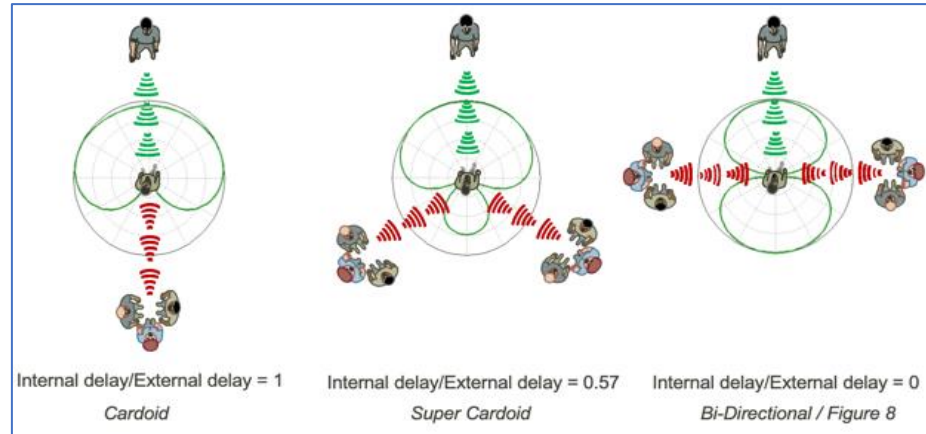 Internal delay/External delay = 1
Cardoid
Internal delay/External delay = 0.57
Super Cardoid
Internal delay/External delay = 0
Bi-Directional / Figure 8